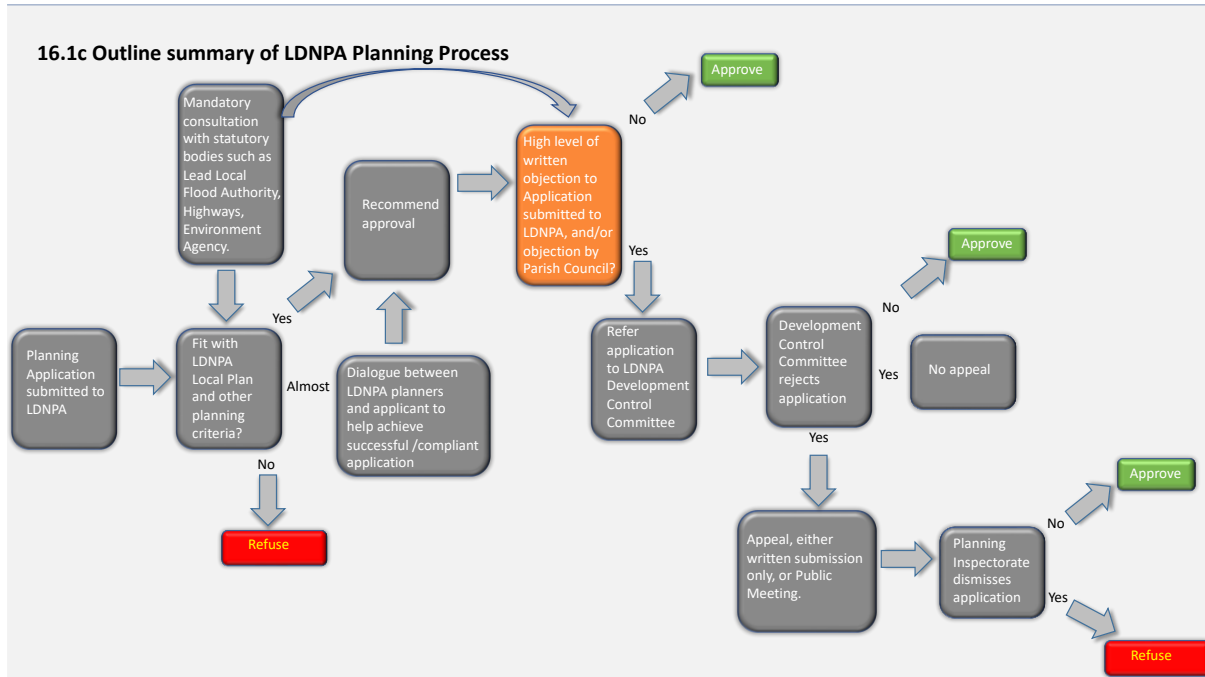 16.1c Outline summary of LDNPA Planning Process
Mandatory
consultation
with statutory
bodies such as
Lead Local
Flood Authority,
Highways,
Environment
Agency.
Planning
Application
submitted to
LDNPA
Fit with
LDNPA
Local Plan
and other
planning
criteria?
Yes
Almost
No
Refuse
Recommend
approval
Dialogue between
LDNPA planners
and applicant to
help achieve
successful /compliant
application
High level of
written
objection to
Application
submitted to
LDNPA, and/or
objection by
Parish Council?
No
Approve
Yes
Refer
application
to LDNPA
Development
Control
Committee
Development
Control
Committee
rejects
application
No
Approve
Yes
No appeal
Yes
Appeal, either
written submission
only, or Public
Meeting.
Planning
Inspectorate
dismisses
application
No
Approve
Yes
Refuse